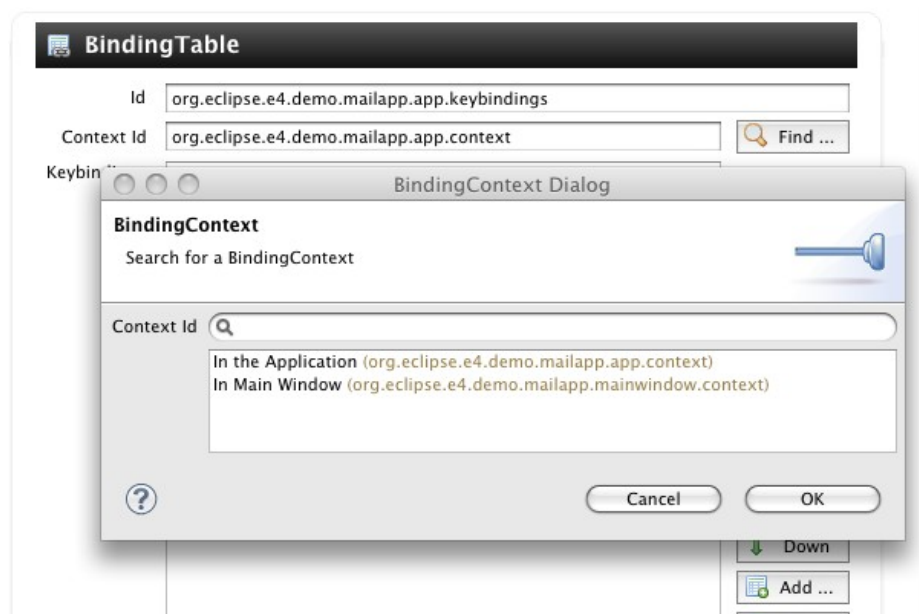 BindingTable
Id org.eclipse.e4.demo.mailapp.app.keybindings
Context Id org.eclipse.e4.demo.mailapp.app.context Find ...
BindingContext Dialog
BindingContext
Search for a BindingContext
Context Id
In the Application (org.eclipse.e4.demo.mailapp.app.context)
In Main Window (org.eclipse.e4.demo.mailapp.mainwindow.context)
? Cancel OK
Down
Add ...